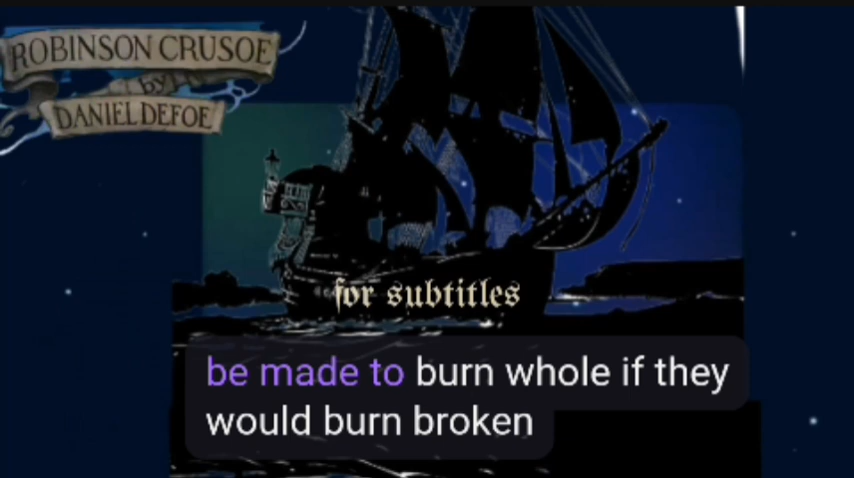 ROBINSON CRUSOE
by
DANIEL DEFOE
for subtitles
be made to burn whole if they
would burn broken